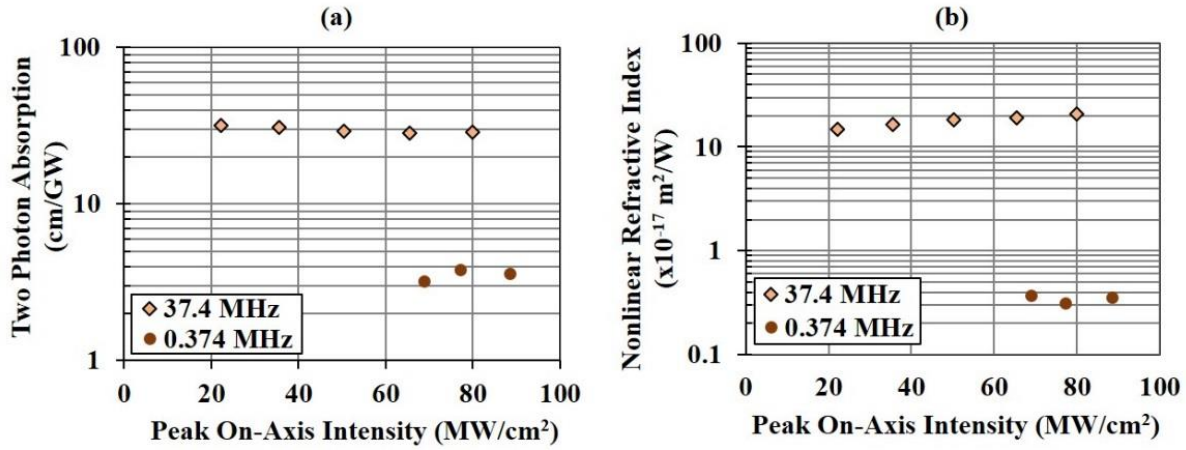 (a)
Two Photon Absorption
(cm/GW)
100
10
1
37.4 MHz
0.374 MHz
0 20 40 60 80 100
Peak On-Axis Intensity (MW/cm²)
(b)
Nonlinear Refractive Index
(x10⁻¹⁷ m²/W)
100
10
1
0.1
37.4 MHz
0.374 MHz
0 20 40 60 80 100
Peak On-Axis Intensity (MW/cm²)